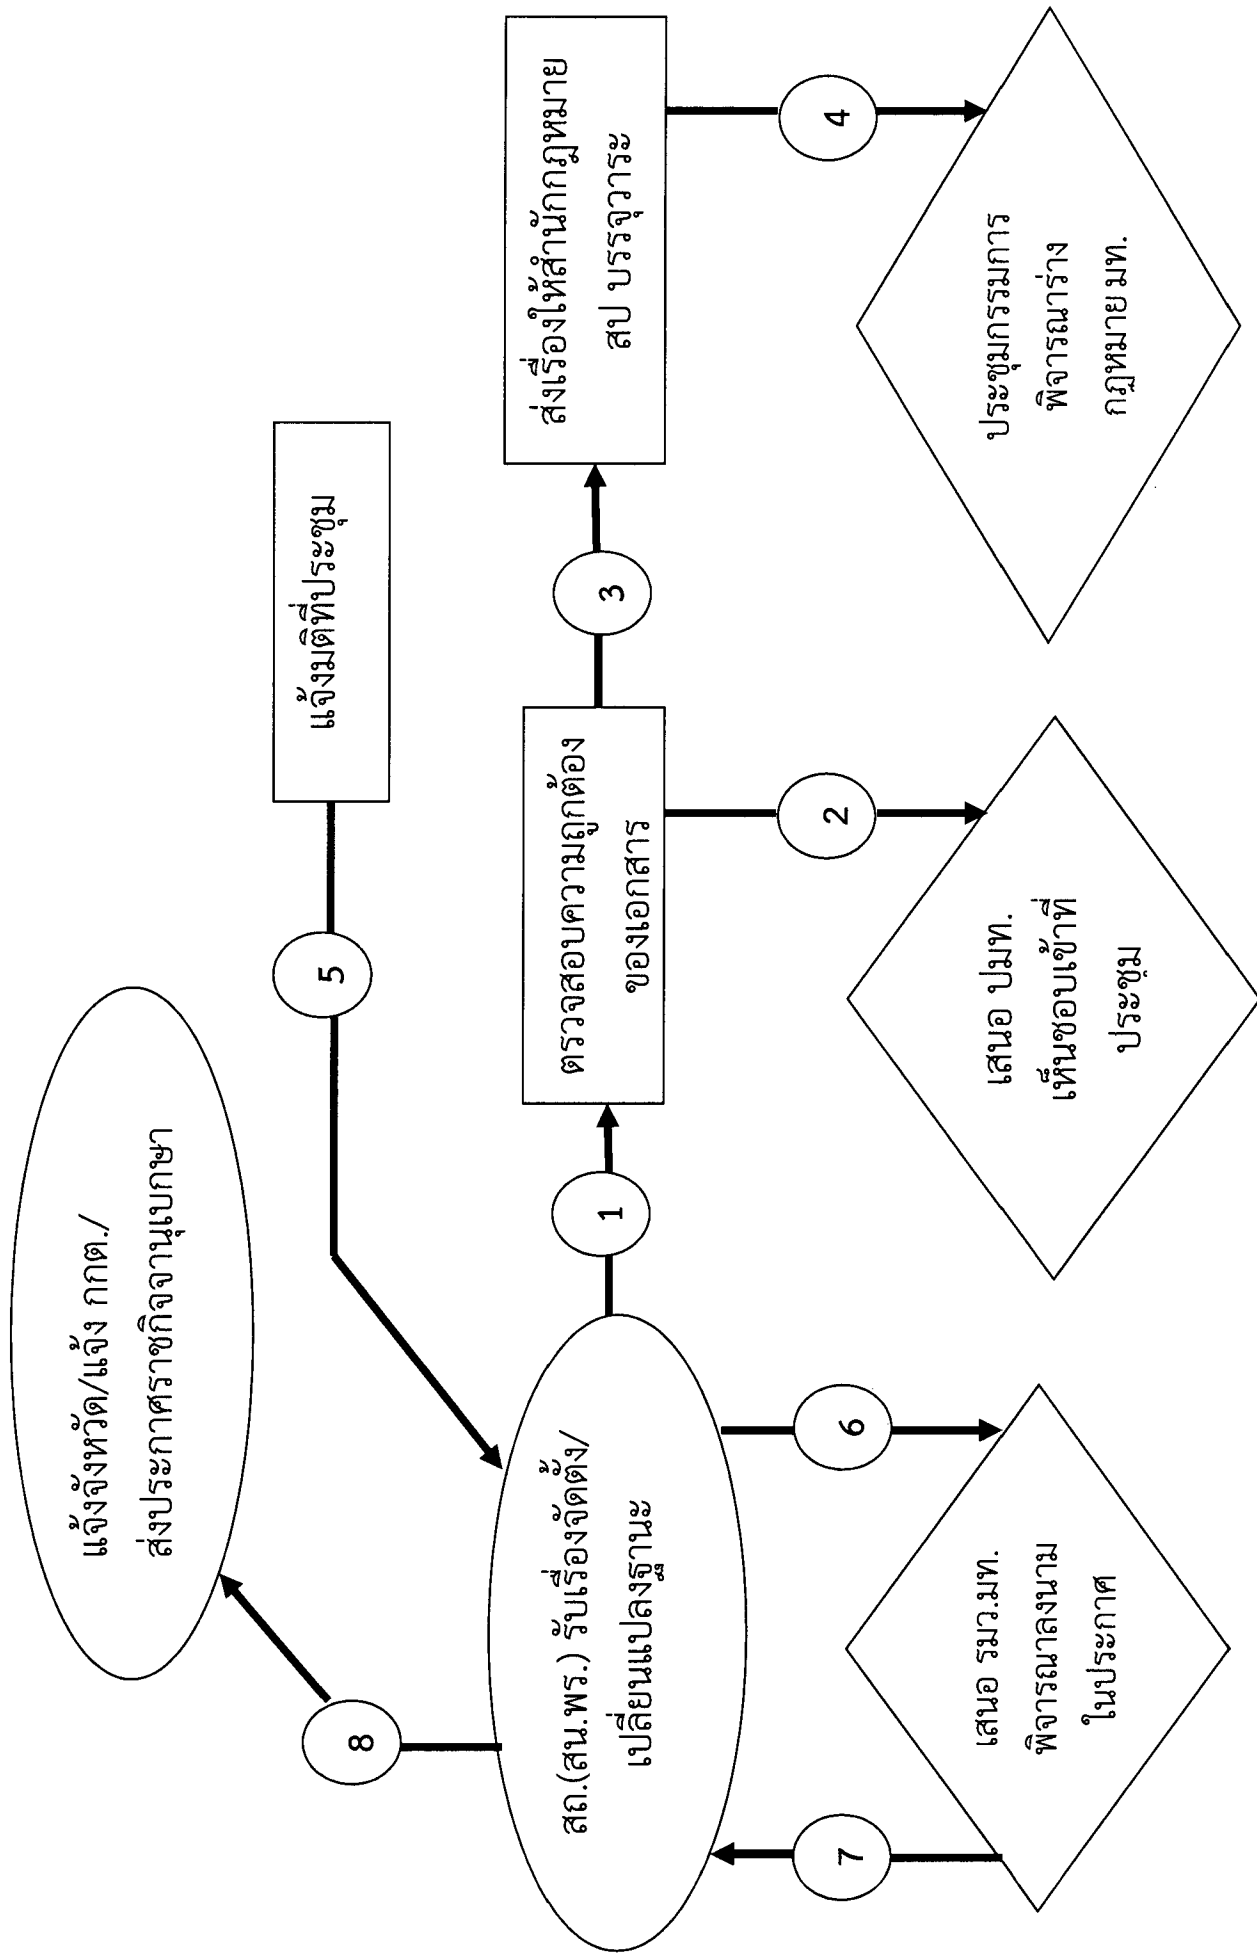 แจ้งจังหวัด/แจ้ง กกต./
ส่งประกาศราชกิจจานุเบกษา
8
5
แจ้งมติที่ประชุม
สถ.(สน.พร.) รับเรื่องจัดตั้ง/
เปลี่ยนแปลงฐานะ
1
ตรวจสอบความถูกต้อง
ของเอกสาร
3
ส่งเรื่องให้สำนักกฎหมาย
สป บรรจุวาระ
7
6
2
4
เสนอ รมว.มท.
พิจารณาลงนาม
ในประกาศ
เสนอ ปมท.
เห็นชอบเข้าที่
ประชุม
ประชุมกรรมการ
พิจารณาร่าง
กฎหมาย มท.